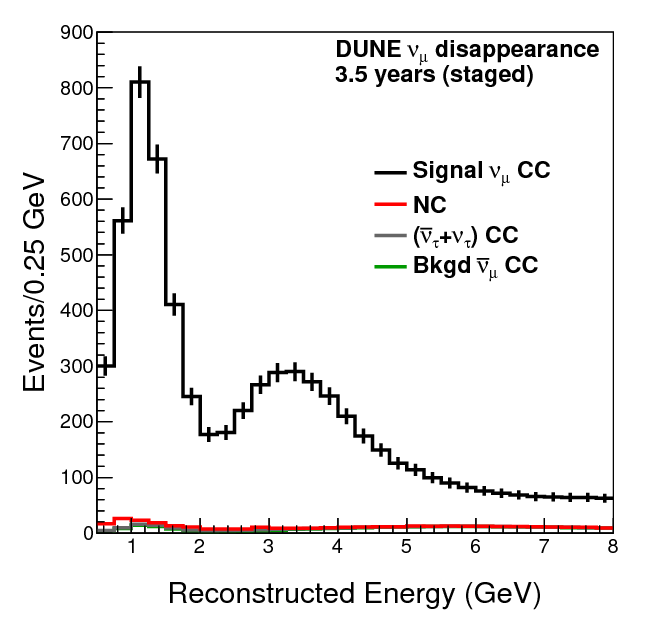 DUNE νμ disappearance
3.5 years (staged)
Signal νμ CC
NC
(ν̅τ+ντ) CC
Bkgd ν̅μ CC
Events/0.25 GeV
900
800
700
600
500
400
300
200
100
0
1 2 3 4 5 6 7 8
Reconstructed Energy (GeV)